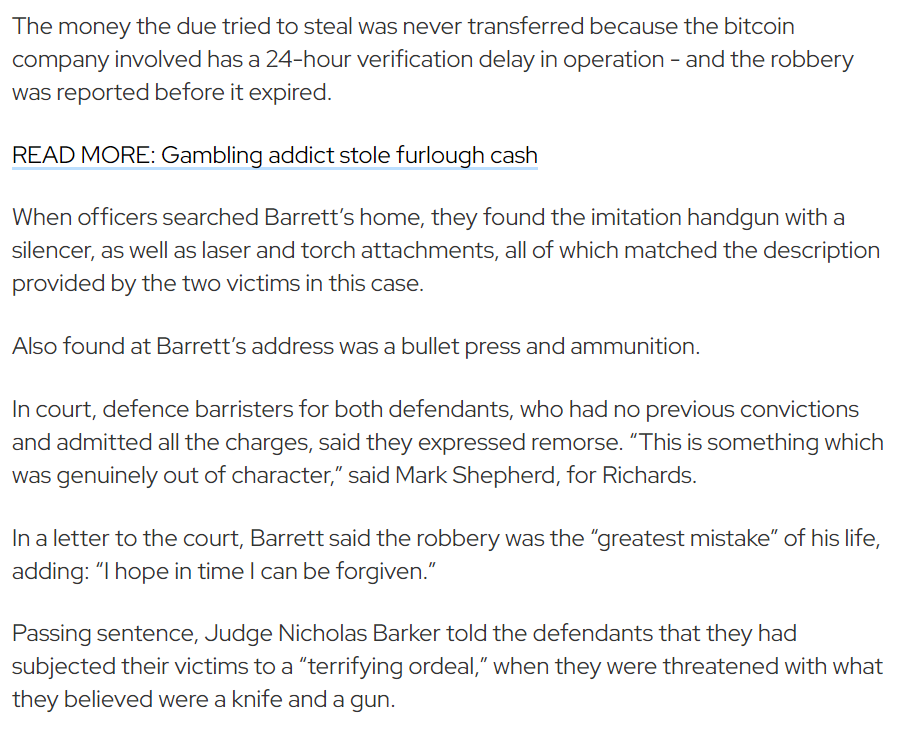 The money the due tried to steal was never transferred because the bitcoin
company involved has a 24-hour verification delay in operation - and the robbery
was reported before it expired.
READ MORE: Gambling addict stole furlough cash
When officers searched Barrett’s home, they found the imitation handgun with a
silencer, as well as laser and torch attachments, all of which matched the description
provided by the two victims in this case.
Also found at Barrett’s address was a bullet press and ammunition.
In court, defence barristers for both defendants, who had no previous convictions
and admitted all the charges, said they expressed remorse. “This is something which
was genuinely out of character,” said Mark Shepherd, for Richards.
In a letter to the court, Barrett said the robbery was the “greatest mistake” of his life,
adding: “I hope in time I can be forgiven.”
Passing sentence, Judge Nicholas Barker told the defendants that they had
subjected their victims to a “terrifying ordeal,” when they were threatened with what
they believed were a knife and a gun.